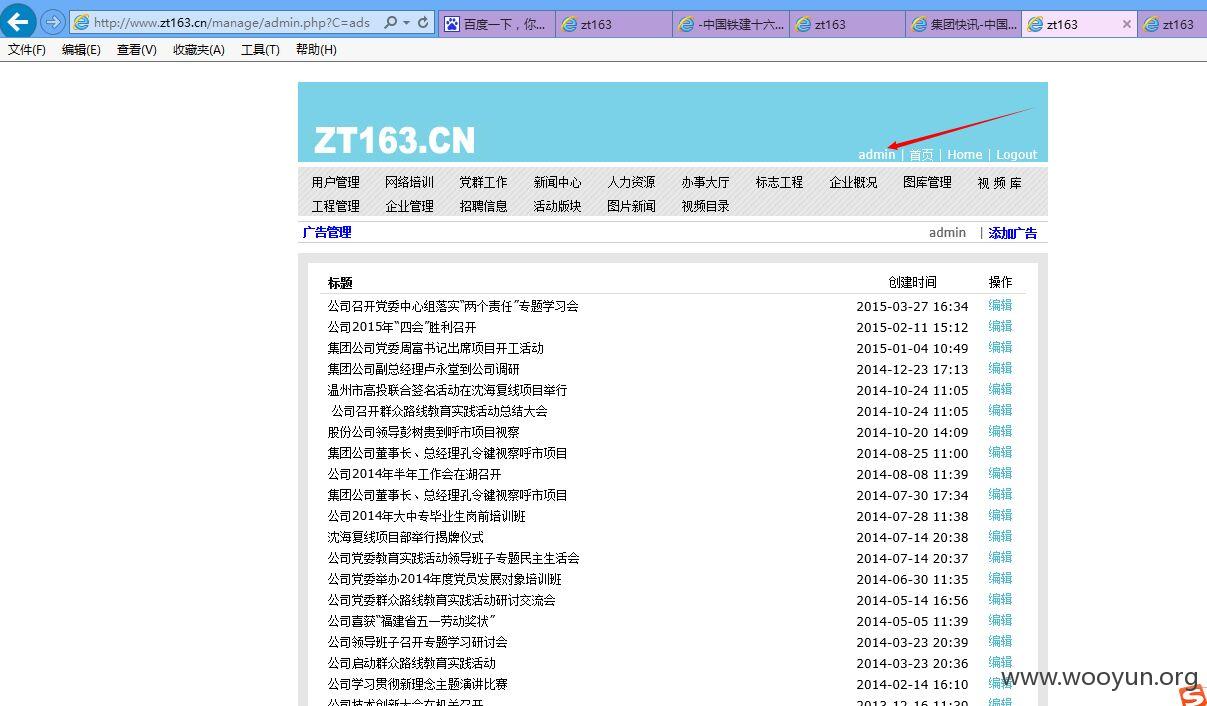 http://www.zt163.cn/manage/admin.php?C=ads 百度一下，你... zt163 -中国铁建十六... zt163 集团快讯-中国... zt163 zt163
文件(F) 编辑(E) 查看(V) 收藏夹(A) 工具(T) 帮助(H)
ZT163.CN
admin | 首页 | Home | Logout
用户管理 网络培训 党群工作 新闻中心 人力资源 办事大厅 标志工程 企业概况 图库管理 视 频 库
工程管理 企业管理 招聘信息 活动版块 图片新闻 视频目录
广告管理 admin | 添加广告
标题 创建时间 操作
公司召开党委中心组落实“两个责任”专题学习会 2015-03-27 16:34 编辑
公司2015年“四会”胜利召开 2015-02-11 15:12 编辑
集团公司党委周富书记出席项目开工活动 2015-01-04 10:49 编辑
集团公司副总经理卢永堂到公司调研 2014-12-23 17:13 编辑
温州市高投联合签名活动在沈海复线项目举行 2014-10-24 11:05 编辑
公司召开群众路线教育实践活动总结大会 2014-10-24 11:05 编辑
股份公司领导彭树贵到呼市项目视察 2014-10-20 14:09 编辑
集团公司董事长、总经理孔令键视察呼市项目 2014-08-25 11:00 编辑
公司2014年半年工作会在湖召开 2014-08-08 11:39 编辑
集团公司董事长、总经理孔令键视察呼市项目 2014-07-30 17:34 编辑
公司2014年大中专毕业生岗前培训班 2014-07-28 11:38 编辑
沈海复线项目部举行揭牌仪式 2014-07-14 20:38 编辑
公司党委教育实践活动领导班子专题民主生活会 2014-07-14 20:37 编辑
公司党委举办2014年度党员发展对象培训班 2014-06-30 11:35 编辑
公司党委群众路线教育实践活动研讨交流会 2014-05-14 16:56 编辑
公司喜获“福建省五一劳动奖状” 2014-05-05 11:39 编辑
公司领导班子召开专题学习研讨会 2014-03-23 20:39 编辑
公司启动群众路线教育实践活动 2014-03-23 20:36 编辑
公司学习贯彻新理念主题演讲比赛 2014-02-14 16:10 编辑
公司技术创新大会在机关召开 2013-12-16 11:39 编辑
www.wooyun.org